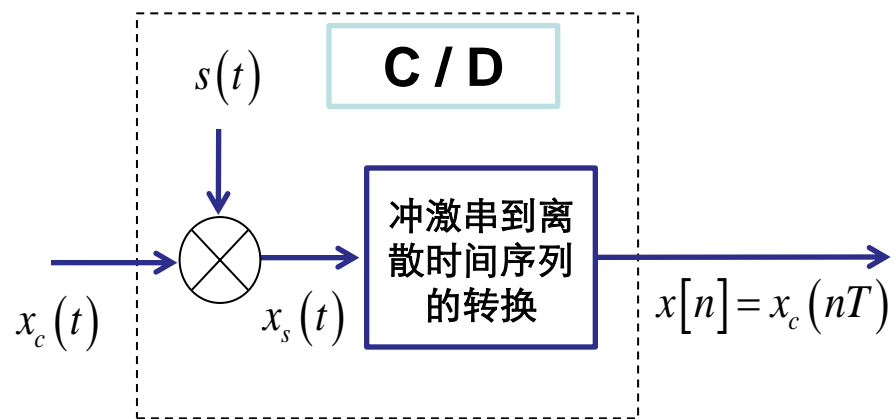 C / D
s(t)
冲激串到离
散时间序列
的转换
x_c(t)
x_s(t)
x[n] = x_c(nT)